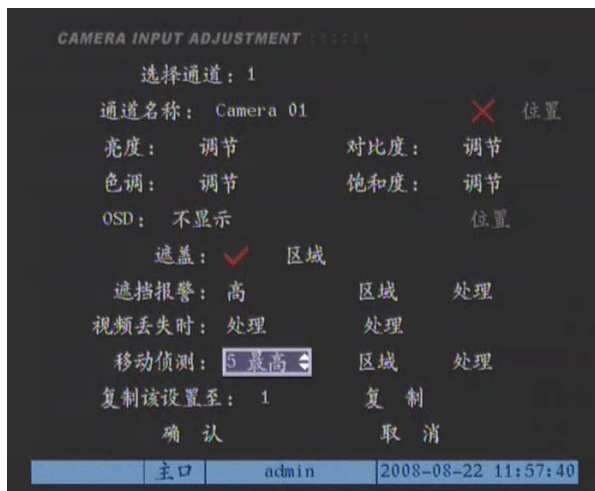 CAMERA INPUT ADJUSTMENT
选择通道: 1
通道名称: Camera 01 位置
亮度: 调节 对比度: 调节
色调: 调节 饱和度: 调节
OSD: 不显示 位置
遮盖: 区域
遮挡报警: 高 区域 处理
视频丢失时: 处理 处理
移动侦测: 5 最高 区域 处理
复制该设置至: 1 复 制
确 认 取 消
主口 admin 2008-08-22 11:57:40